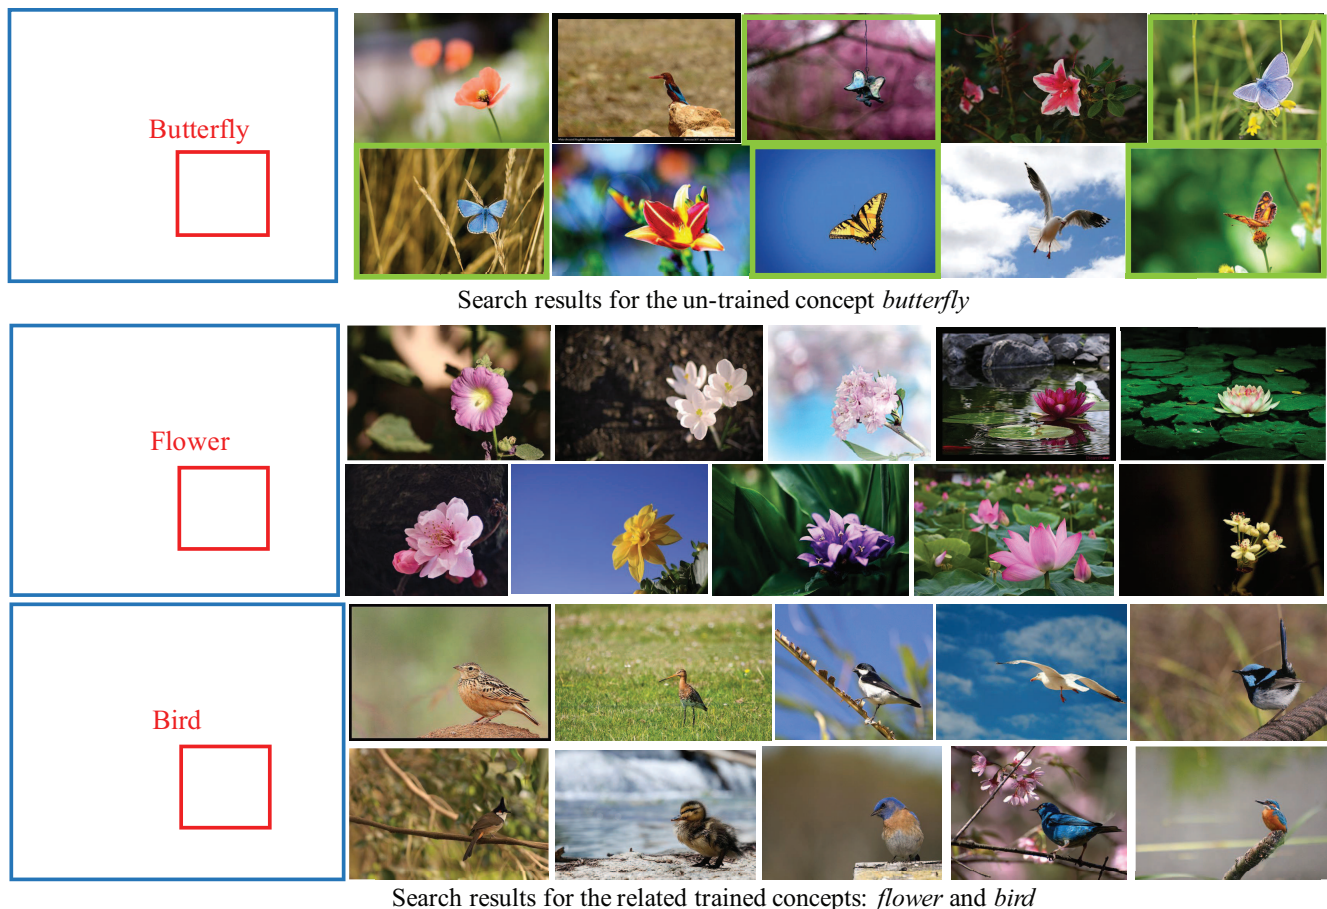 Butterfly
Search results for the un-trained concept butterfly
Flower
Bird
Search results for the related trained concepts: flower and bird